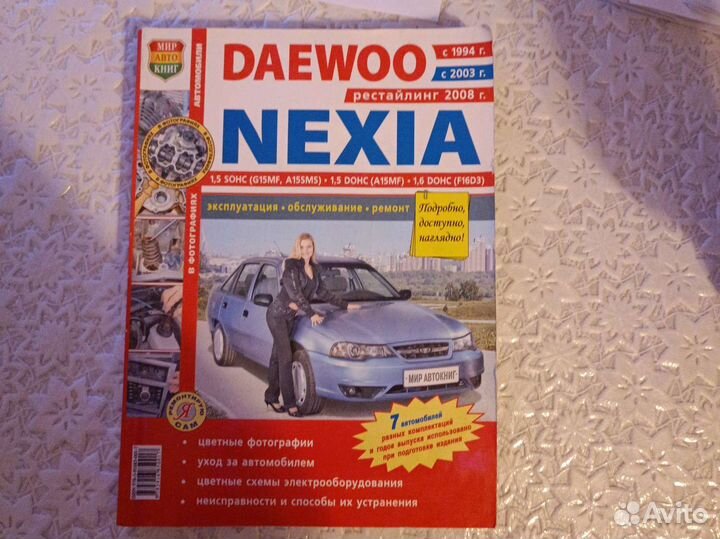 МИР
АВТО
КНИГ
АВТОМОБИЛИ
DAEWOO
с 1994 г.
с 2003 г.
рестайлинг 2008 г.
NEXIA
1,5 SOHC (G15MF, A15SMS) • 1,5 DOHC (A15MF) • 1,6 DOHC (F16D3)
эксплуатация • обслуживание • ремонт
Подробно,
доступно,
наглядно!
В ФОТОГРАФИЯХ
МИР АВТОКНИГ
РЕМОНТИРУЮ
Я
САМ
7 автомобилей
разных комплектаций
и годов выпуска использовано
при подготовке издания
• цветные фотографии
• уход за автомобилем
• цветные схемы электрооборудования
• неисправности и способы их устранения
Avito